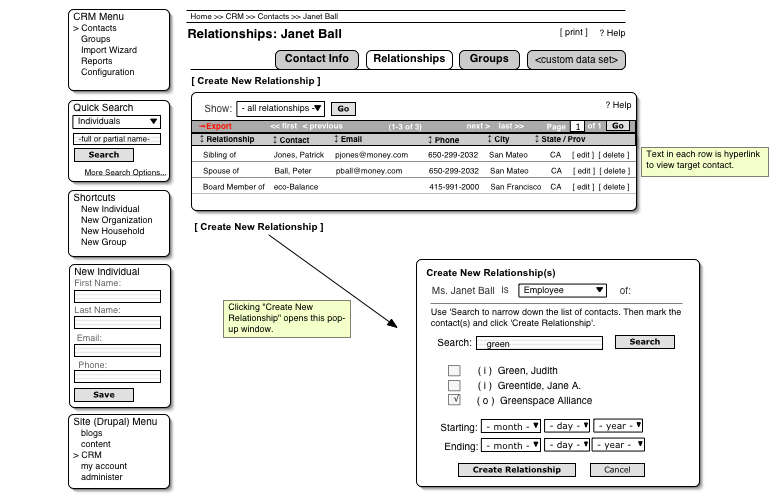 CRM Menu
> Contacts
Groups
Import Wizard
Reports
Configuration
Quick Search
Individuals
-full or partial name-
Search
More Search Options...
Shortcuts
New Individual
New Organization
New Household
New Group
New Individual
First Name:
Last Name:
Email:
Phone:
Save
Site (Drupal) Menu
blogs
content
> CRM
my account
administer
Home >> CRM >> Contacts >> Janet Ball
Relationships: Janet Ball
[ print ] ? Help
Contact Info Relationships Groups <custom data set>
[ Create New Relationship ]
Show: - all relationships - Go ? Help
Export << first < previous (1-3 of 3) next > last >> Page 1 of 1 Go
Relationship Contact Email Phone City State / Prov
Sibling of Jones, Patrick pjones@money.com 650-299-2032 San Mateo CA [ edit ] [ delete ]
Spouse of Ball, Peter pball@money.com 650-299-2032 San Mateo CA [ edit ] [ delete ]
Board Member of eco-Balance 415-991-2000 San Francisco CA [ edit ] [ delete ]
Text in each row is hyperlink
to view target contact.
[ Create New Relationship ]
Clicking "Create New
Relationship" opens this pop-
up window.
Create New Relationship(s)
Ms. Janet Ball is Employee of:
Use 'Search to narrow down the list of contacts. Then mark the
contact(s) and click 'Create Relationship'.
Search: green Search
( i ) Green, Judith
( i ) Greentide, Jane A.
√ ( o ) Greenspace Alliance
Starting: - month - - day - - year -
Ending: - month - - day - - year -
Create Relationship Cancel